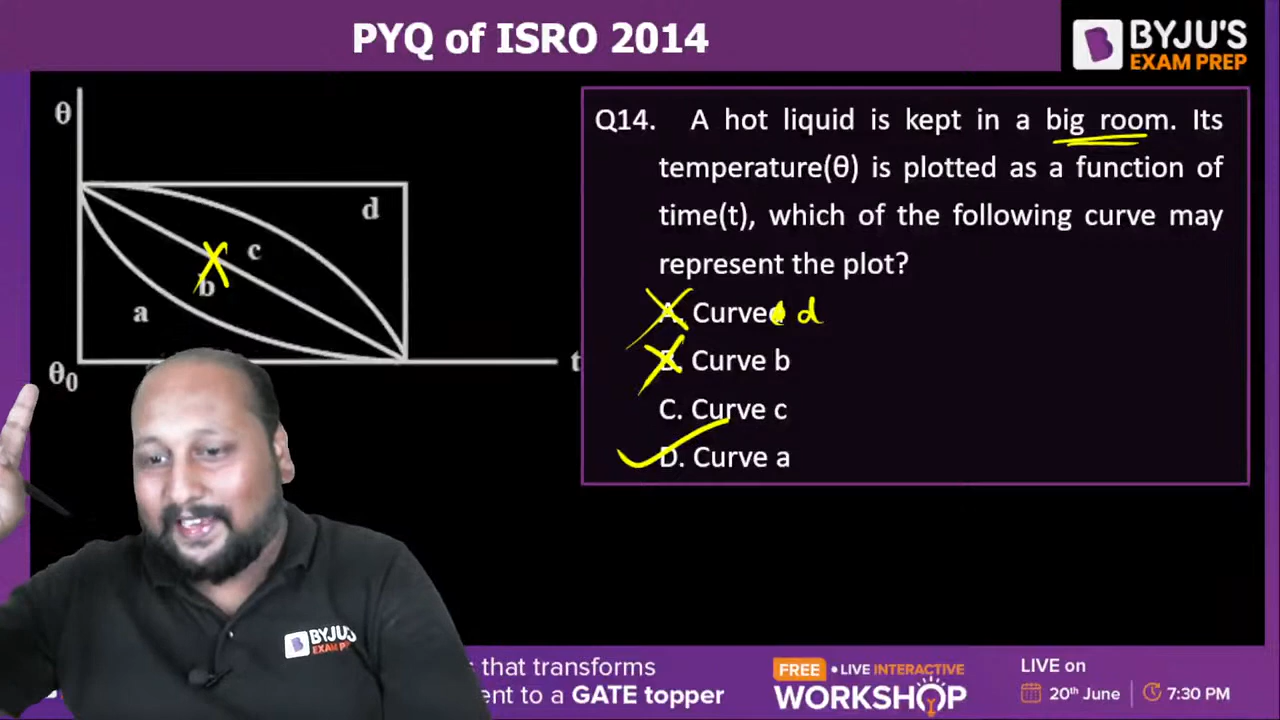 PYQ of ISRO 2014
BYJU'S
EXAM PREP
θ
d
c
b
a
θ0
t
Q14. A hot liquid is kept in a big room. Its
temperature(θ) is plotted as a function of
time(t), which of the following curve may
represent the plot?
A. Curve d
B. Curve b
C. Curve c
D. Curve a
BYJU'S
EXAM PREP
that transforms
to a GATE topper
FREE • LIVE INTERACTIVE
WORKSHOP
LIVE on
20th June | 7:30 PM